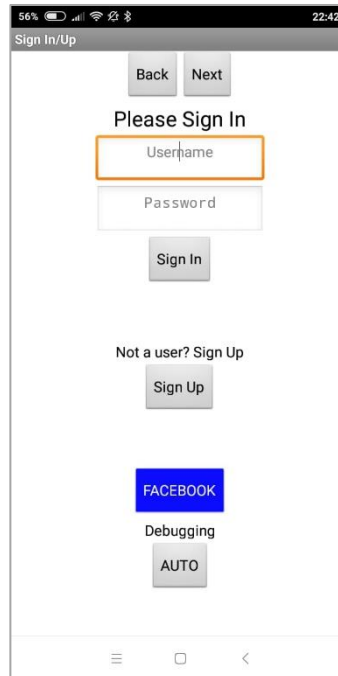 56% 22:42
Sign In/Up
Back Next
Please Sign In
Username
Password
Sign In
Not a user? Sign Up
Sign Up
FACEBOOK
Debugging
AUTO